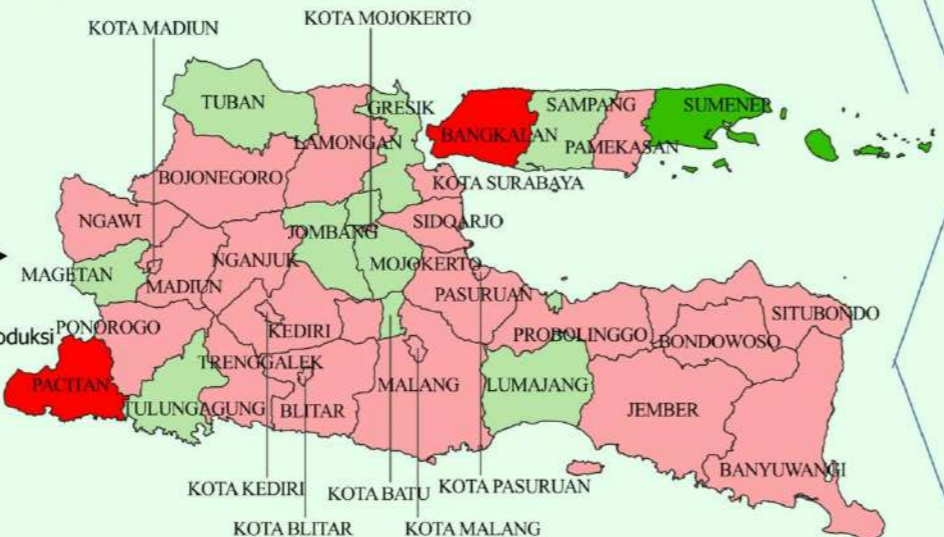 KOTA MOJOKERTO
KOTA MADIUN
TUBAN
GRESIK
SAMPANG
SUMENEP
LAMONGAN
BANGKALAN
PAMEKASAN
BOJONEGORO
KOTA SURABAYA
NGAWI
SIDOARJO
JOMBANG
NGANJUK
MOJOKERTO
MAGETAN
MADIUN
PASURUAN
SITUBONDO
oduksi
PONOROGO
KEDIRI
PROBOLINGGO
BONDOWOSO
TRENGGALEK
PACITAN
MALANG
LUMAJANG
TULUNGAGUNG
BLITAR
JEMBER
BANYUWANGI
KOTA KEDIRI
KOTA BATU
KOTA PASURUAN
KOTA BLITAR
KOTA MALANG